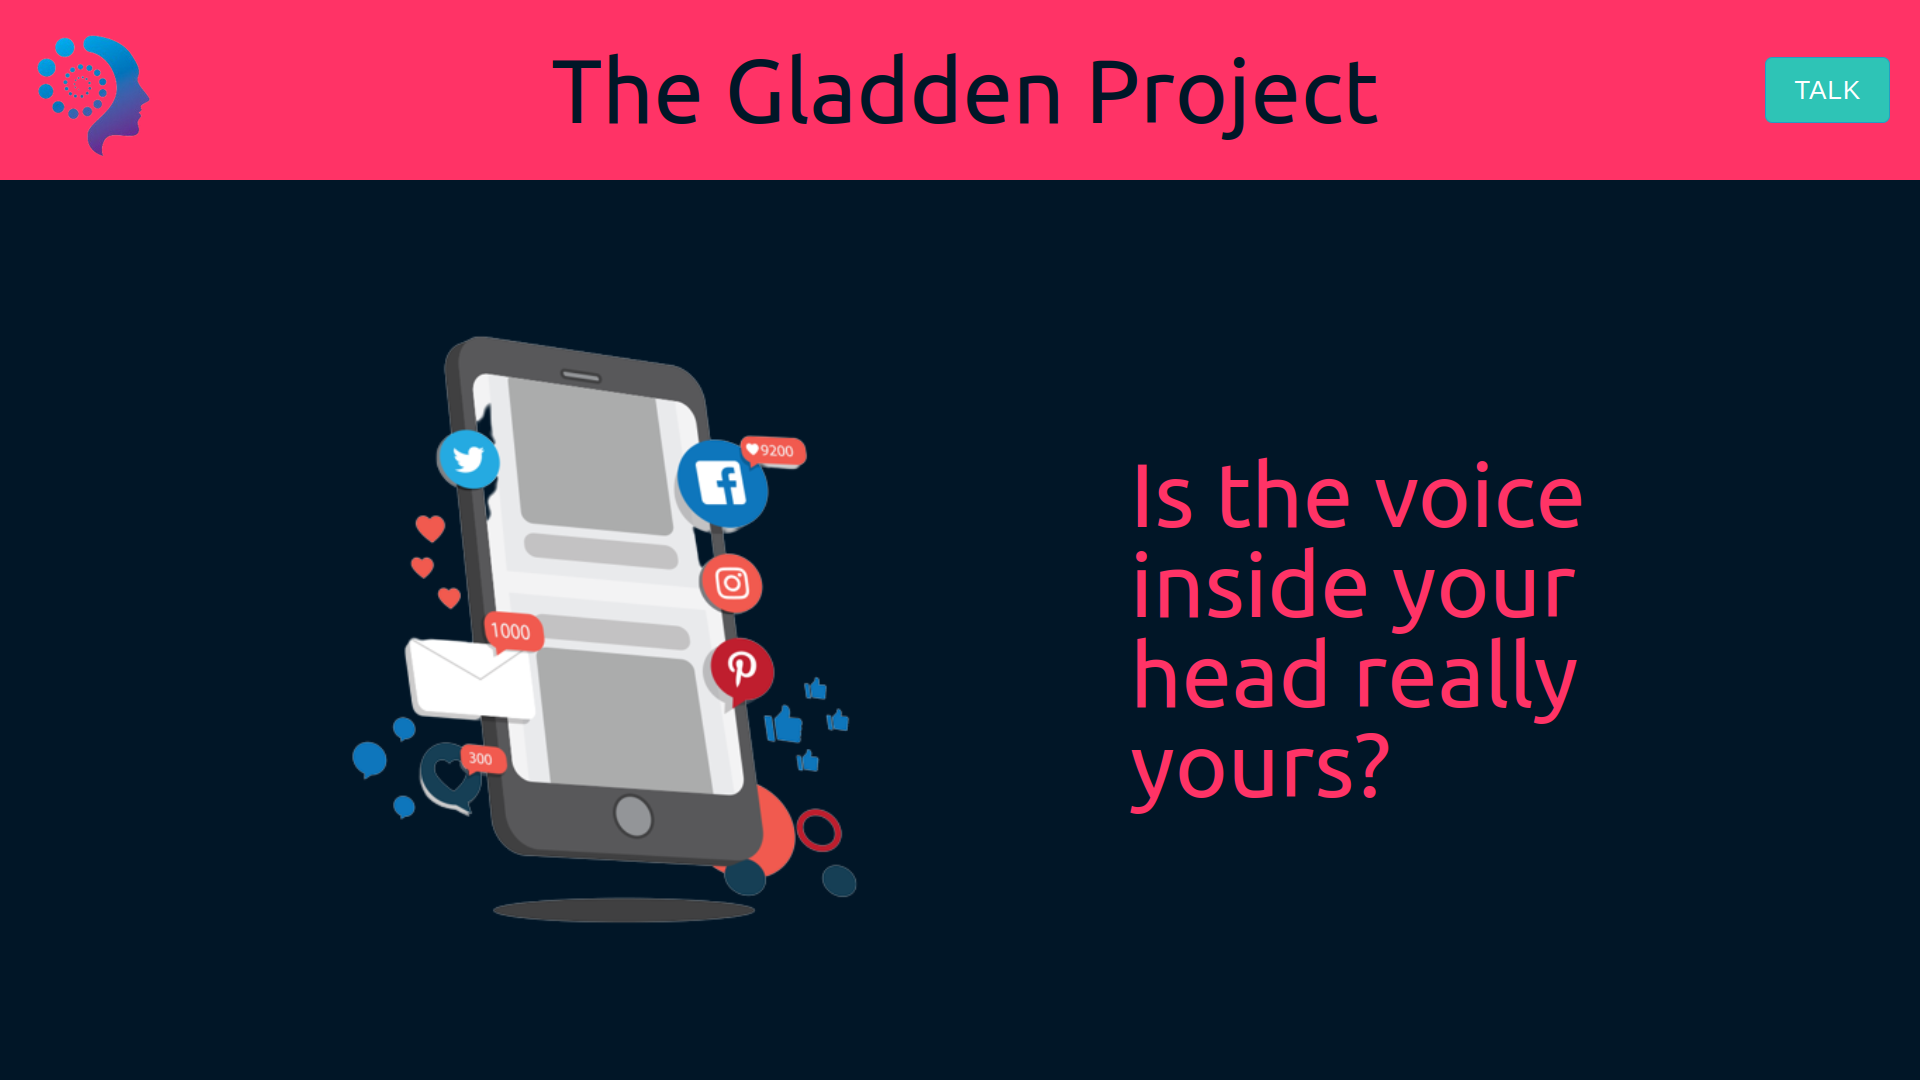 The Gladden Project
TALK
9200
1000
300
Is the voice
inside your
head really
yours?